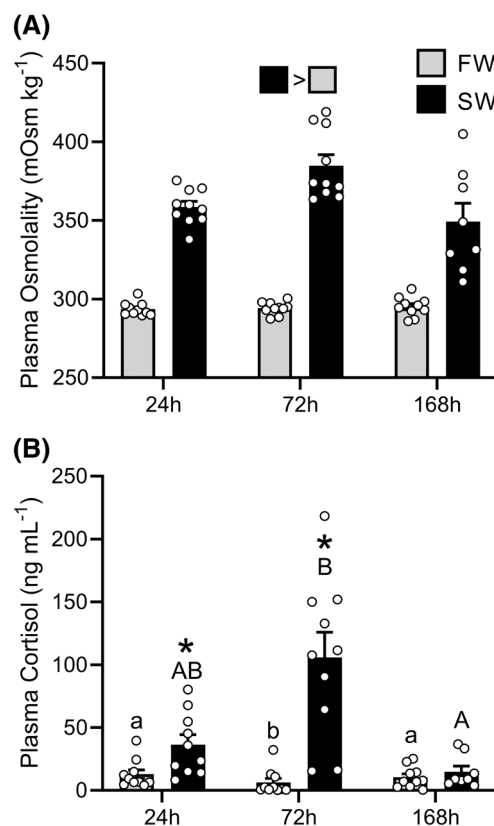 (A)
Plasma Osmolality (mOsm kg⁻¹)
450
400
350
300
250
>
FW
SW
24h
72h
168h
(B)
Plasma Cortisol (ng mL⁻¹)
250
200
150
100
50
0
a
*
AB
b
*
B
a
A
24h
72h
168h